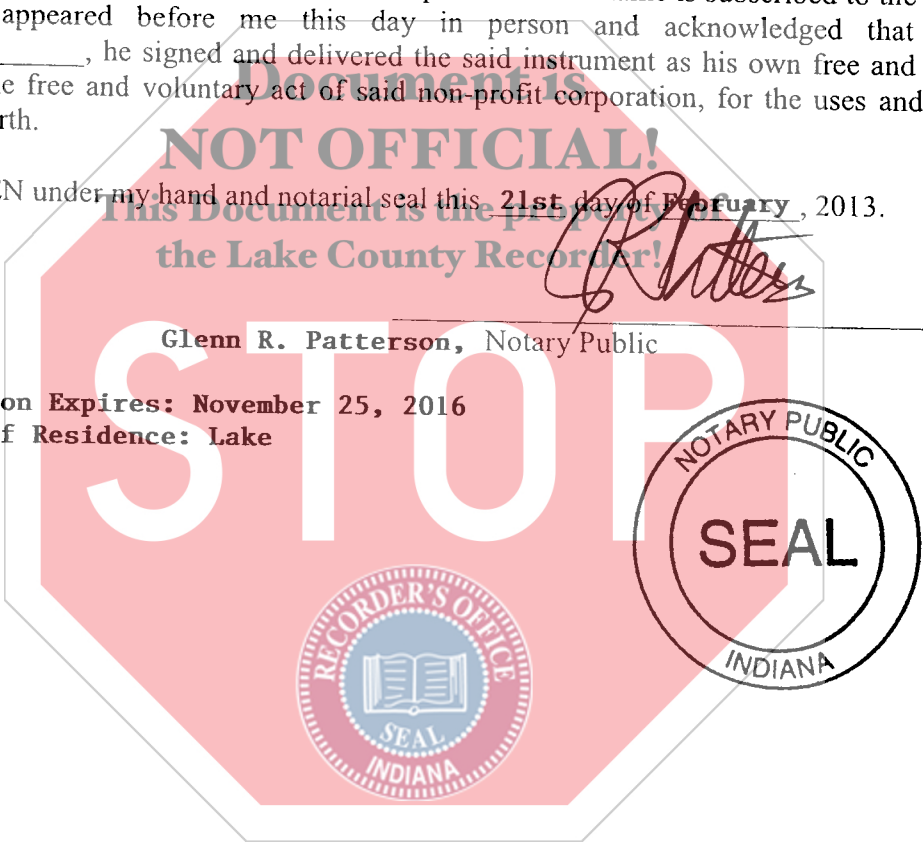 appeared before me this day in person and acknowledged that
_______, he signed and delivered the said instrument as his own free and
e free and voluntary act of said non-profit corporation, for the uses and
rth.
Document is
NOT OFFICIAL!
EN under my hand and notarial seal this 21st day of February, 2013.
This Document is the property of
the Lake County Recorder!
Glenn R. Patterson, Notary Public
on Expires: November 25, 2016
f Residence: Lake
STOP
NOTARY PUBLIC
SEAL
INDIANA
RECORDER'S OFFICE
SEAL
INDIANA